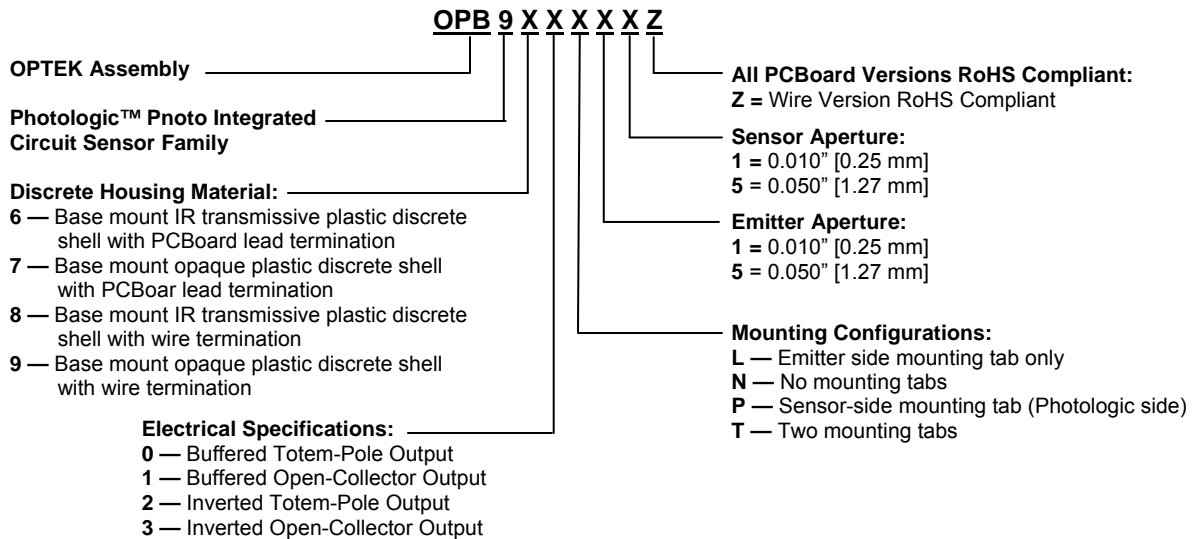 OPB 9 X X X X X Z
OPTEK Assembly
Photologic™ Pnoto Integrated
Circuit Sensor Family
Discrete Housing Material:
6 — Base mount IR transmissive plastic discrete
shell with PCBoard lead termination
7 — Base mount opaque plastic discrete shell
with PCBoar lead termination
8 — Base mount IR transmissive plastic discrete
shell with wire termination
9 — Base mount opaque plastic discrete shell
with wire termination
Electrical Specifications:
0 — Buffered Totem-Pole Output
1 — Buffered Open-Collector Output
2 — Inverted Totem-Pole Output
3 — Inverted Open-Collector Output
All PCBoard Versions RoHS Compliant:
Z = Wire Version RoHS Compliant
Sensor Aperture:
1 = 0.010” [0.25 mm]
5 = 0.050” [1.27 mm]
Emitter Aperture:
1 = 0.010” [0.25 mm]
5 = 0.050” [1.27 mm]
Mounting Configurations:
L — Emitter side mounting tab only
N — No mounting tabs
P — Sensor-side mounting tab (Photologic side)
T — Two mounting tabs